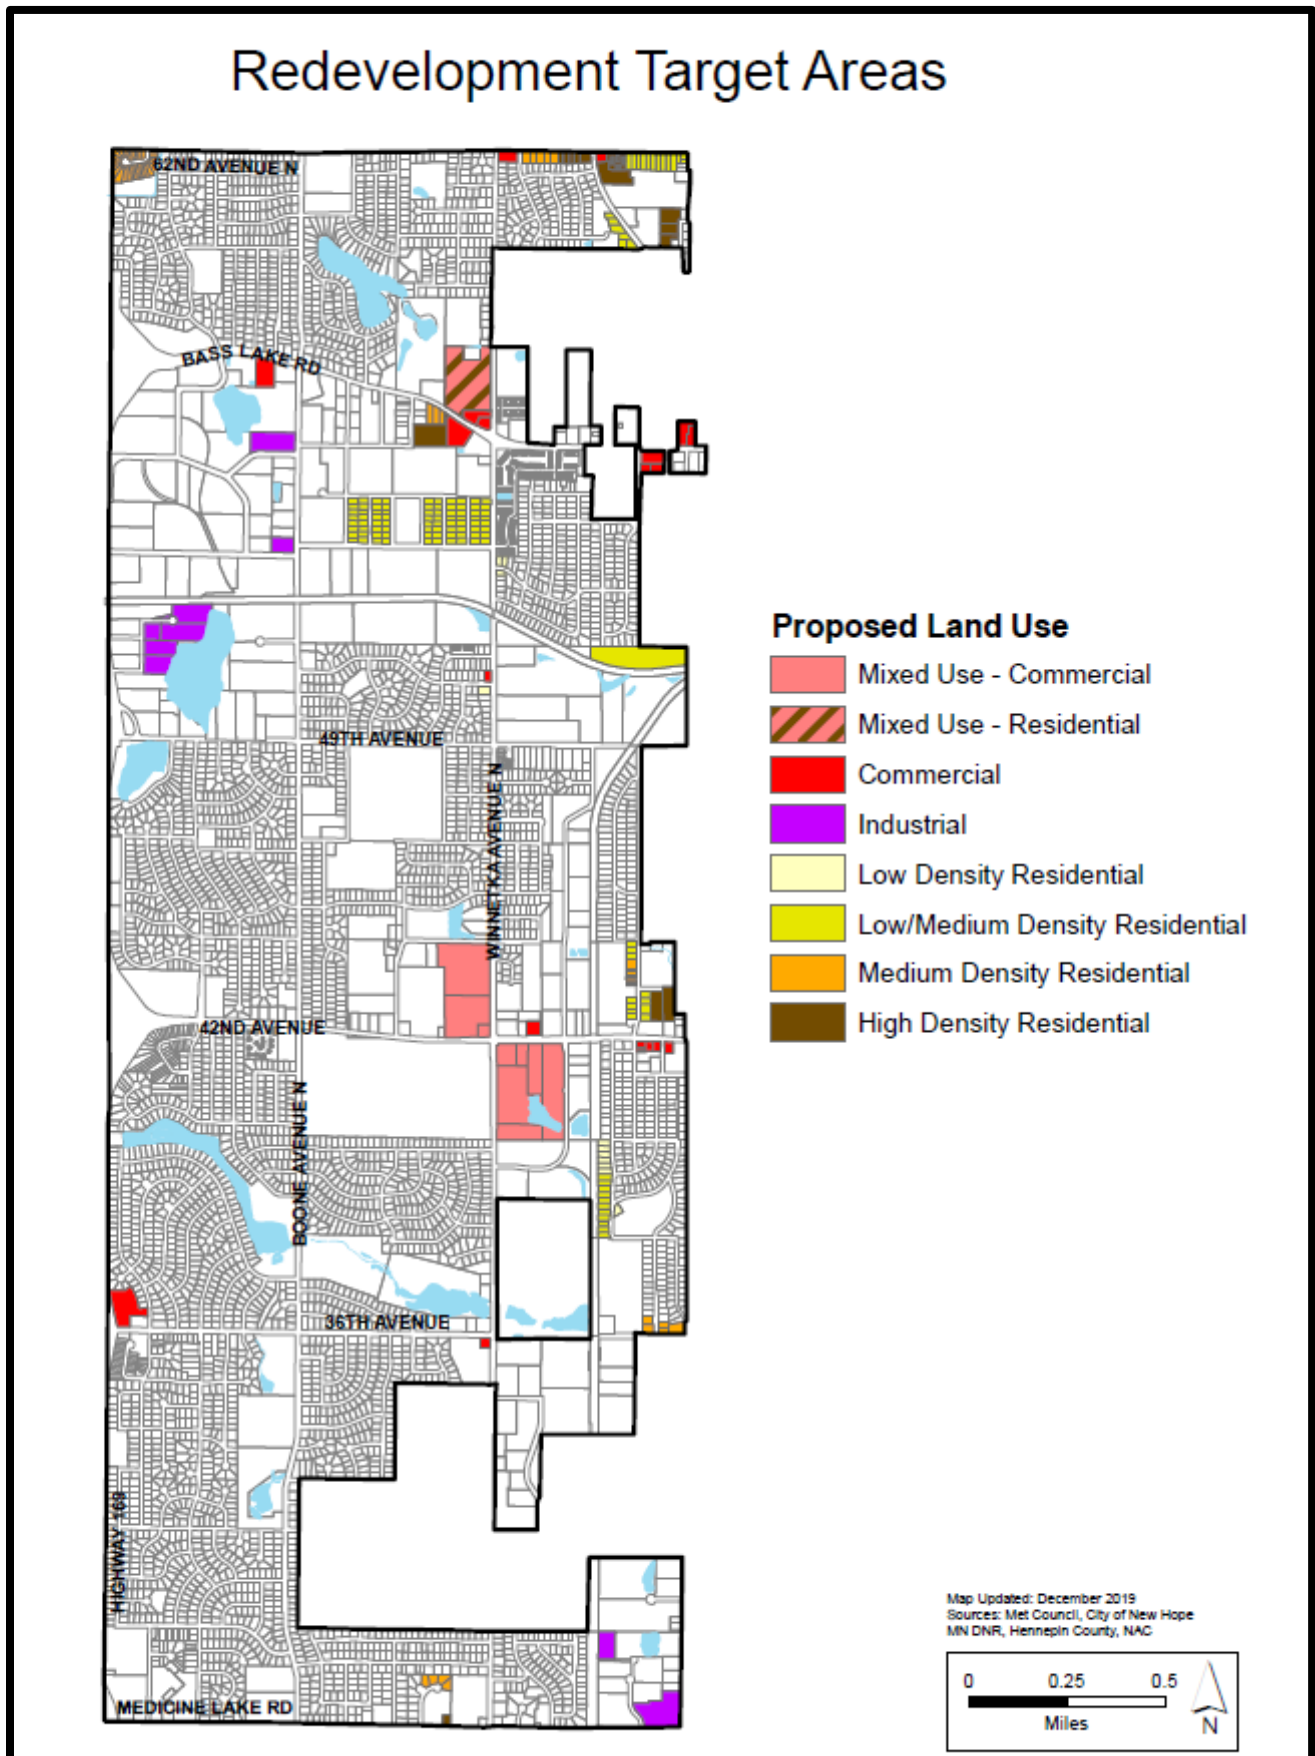 Redevelopment Target Areas
62ND AVENUE N
BASS LAKE RD
49TH AVENUE
WINNETKA AVENUE N
42ND AVENUE
BOONE AVENUE N
36TH AVENUE
HIGHWAY 169
MEDICINE LAKE RD
Proposed Land Use
Mixed Use - Commercial
Mixed Use - Residential
Commercial
Industrial
Low Density Residential
Low/Medium Density Residential
Medium Density Residential
High Density Residential
Map Updated: December 2019
Sources: Met Council, City of New Hope
MN DNR, Hennepin County, NAC
0 0.25 0.5
Miles
N